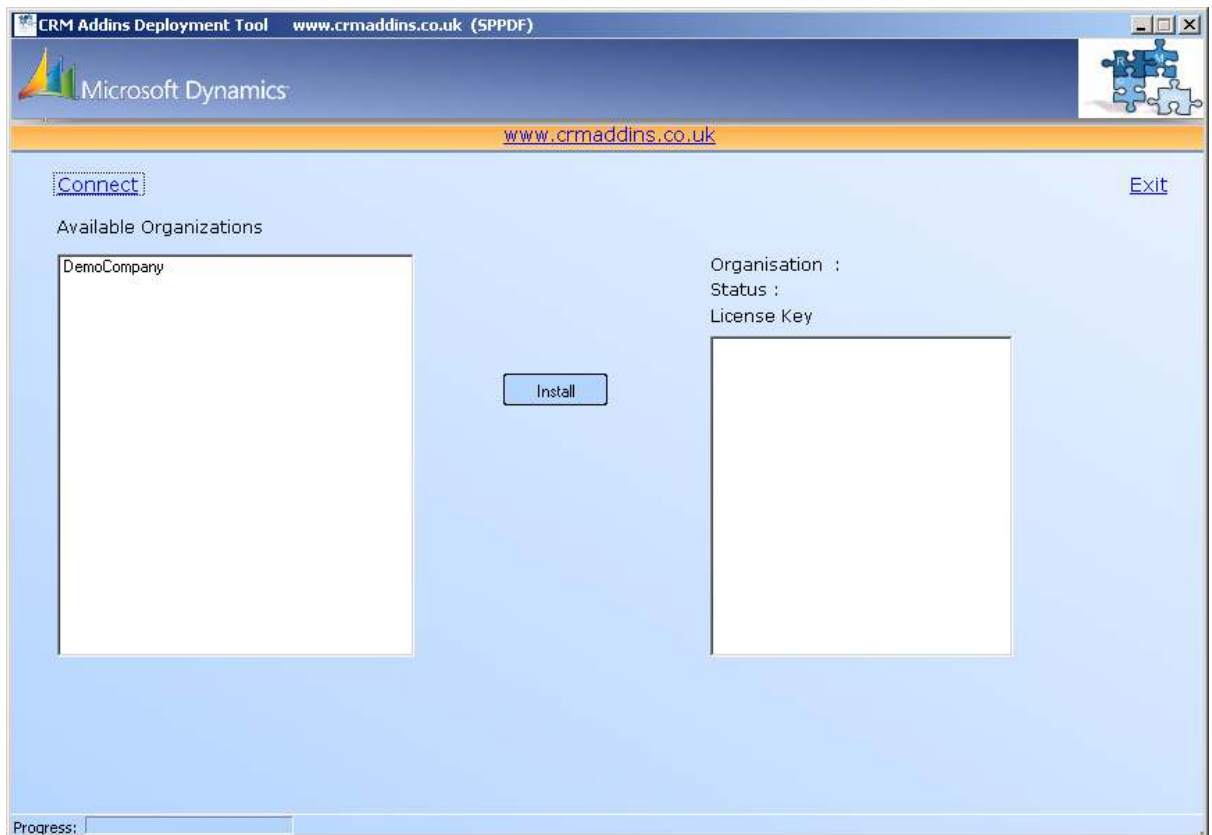 CRM Addins Deployment Tool www.crmaddins.co.uk (SPPDF)
Microsoft Dynamics
R M
www.crmaddins.co.uk
Connect
Exit
Available Organizations
DemoCompany
Organisation :
Status :
License Key
Install
Progress: